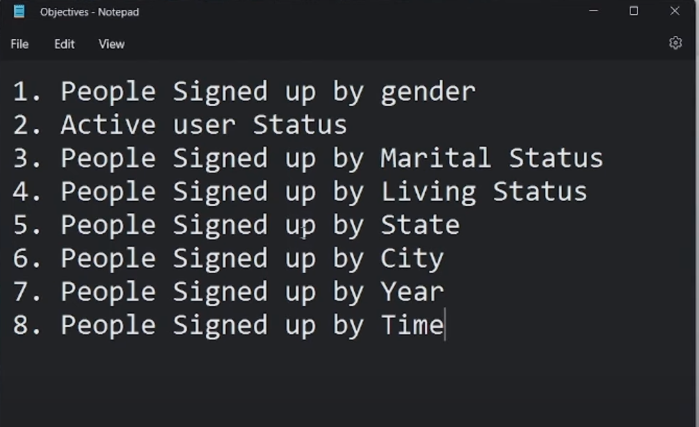 Objectives - Notepad
File Edit View
1. People Signed up by gender
2. Active user Status
3. People Signed up by Marital Status
4. People Signed up by Living Status
5. People Signed up by State
6. People Signed up by City
7. People Signed up by Year
8. People Signed up by Time